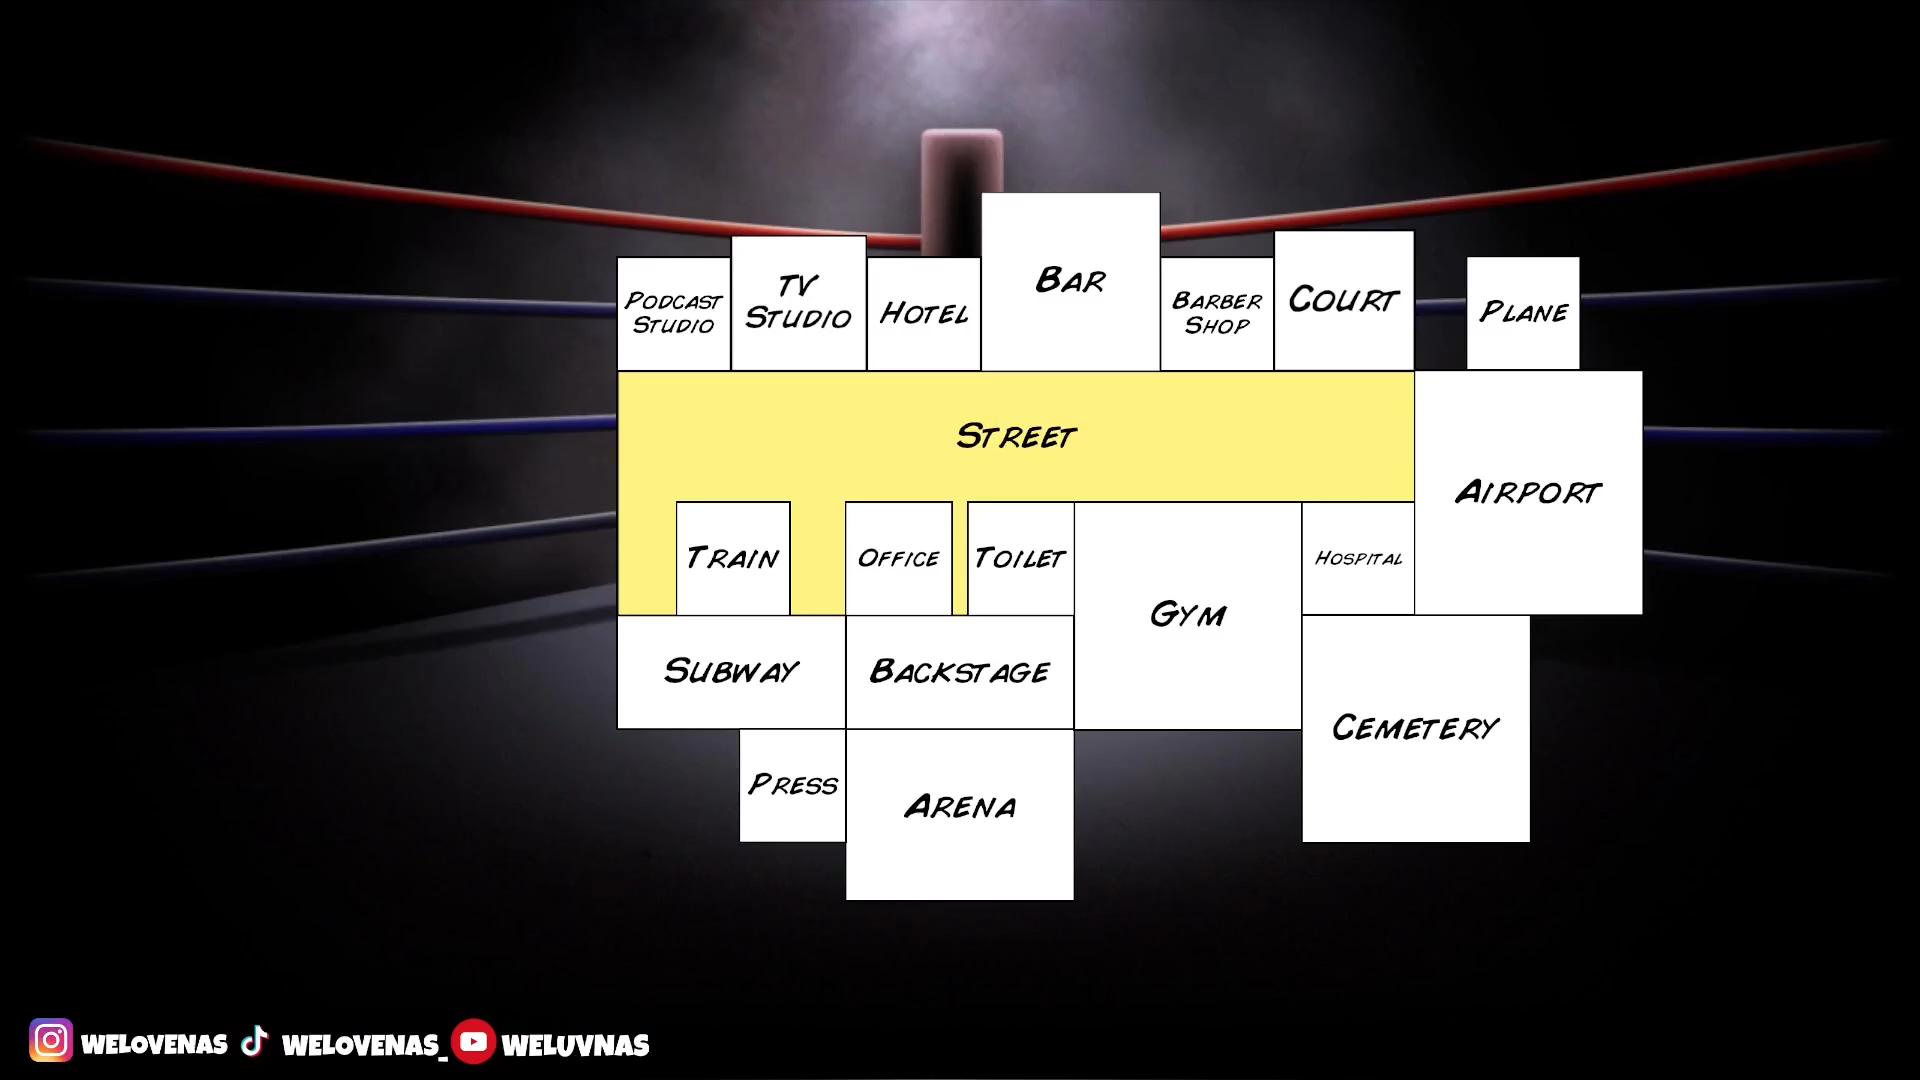 BAR
TV
STUDIO
PODCAST
STUDIO
HOTEL
BARBER
SHOP
COURT
PLANE
STREET
AIRPORT
TRAIN
OFFICE
TOILET
HOSPITAL
GYM
SUBWAY
BACKSTAGE
CEMETERY
PRESS
ARENA
WELOVENAS
WELOVENAS_
WELUVNAS